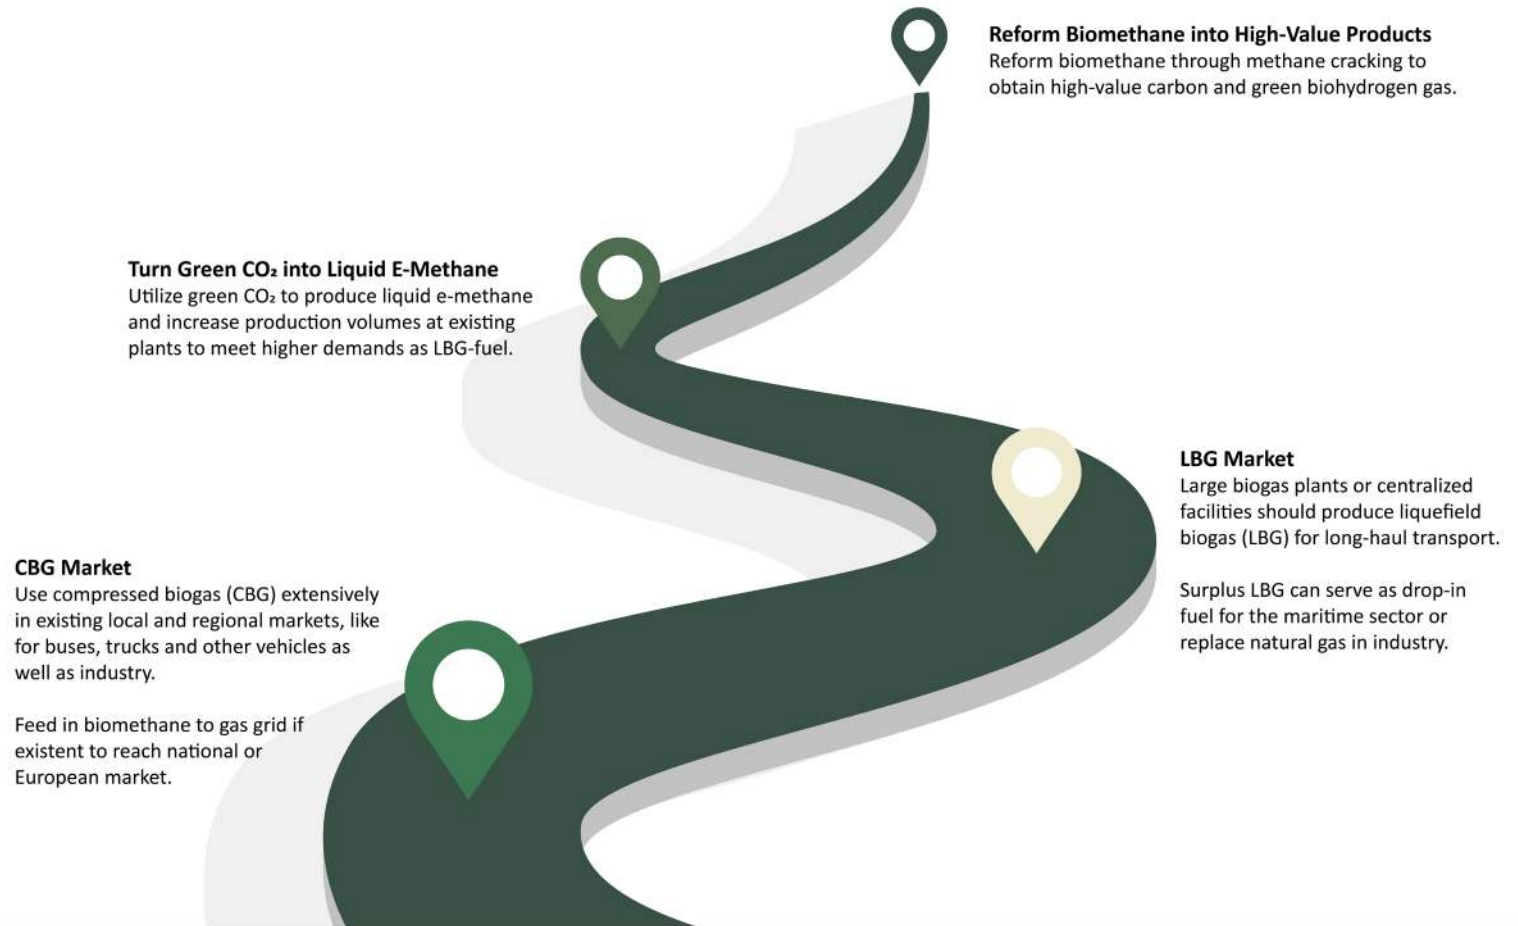 Reform Biomethane into High-Value Products
Reform biomethane through methane cracking to
obtain high-value carbon and green biohydrogen gas.
Turn Green CO₂ into Liquid E-Methane
Utilize green CO₂ to produce liquid e-methane
and increase production volumes at existing
plants to meet higher demands as LBG-fuel.
LBG Market
Large biogas plants or centralized
facilities should produce liquefield
biogas (LBG) for long-haul transport.
Surplus LBG can serve as drop-in
fuel for the maritime sector or
replace natural gas in industry.
CBG Market
Use compressed biogas (CBG) extensively
in existing local and regional markets, like
for buses, trucks and other vehicles as
well as industry.
Feed in biomethane to gas grid if
existent to reach national or
European market.